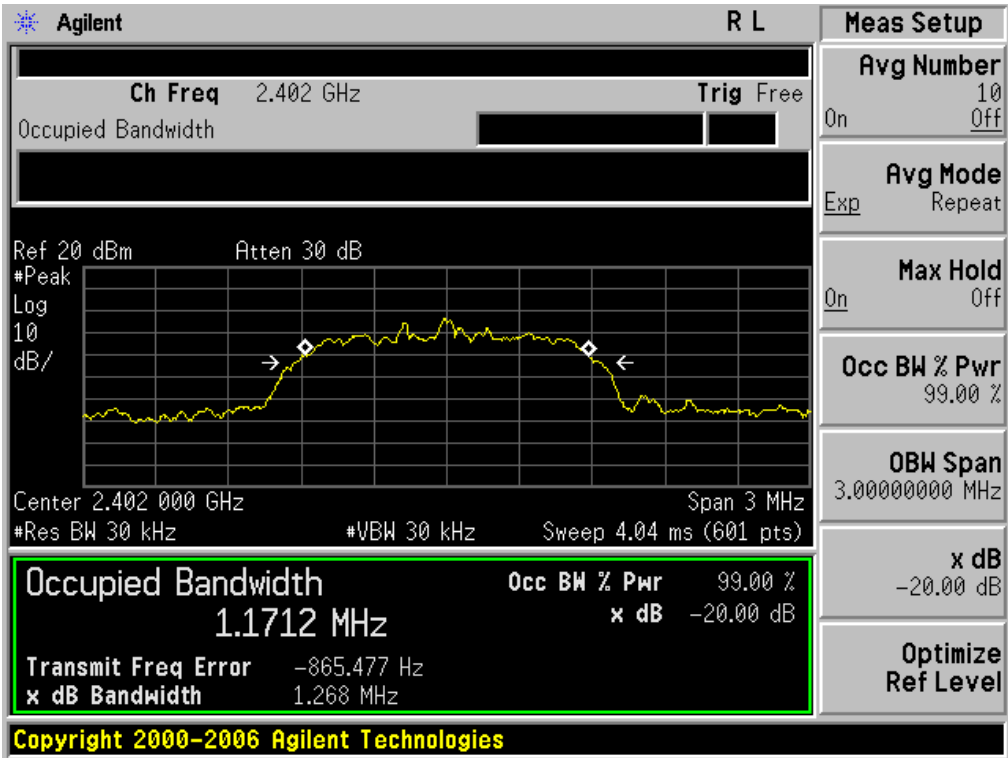 Agilent R L
Ch Freq 2.402 GHz Trig Free
Occupied Bandwidth
Ref 20 dBm Atten 30 dB
#Peak
Log
10
dB/
Center 2.402 000 GHz Span 3 MHz
#Res BW 30 kHz #VBW 30 kHz Sweep 4.04 ms (601 pts)
Occupied Bandwidth Occ BW % Pwr 99.00 %
1.1712 MHz x dB -20.00 dB
Transmit Freq Error -865.477 Hz
x dB Bandwidth 1.268 MHz
Copyright 2000-2006 Agilent Technologies
Meas Setup
Avg Number
10
On Off
Avg Mode
Exp Repeat
Max Hold
On Off
Occ BW % Pwr
99.00 %
OBW Span
3.00000000 MHz
x dB
-20.00 dB
Optimize
Ref Level